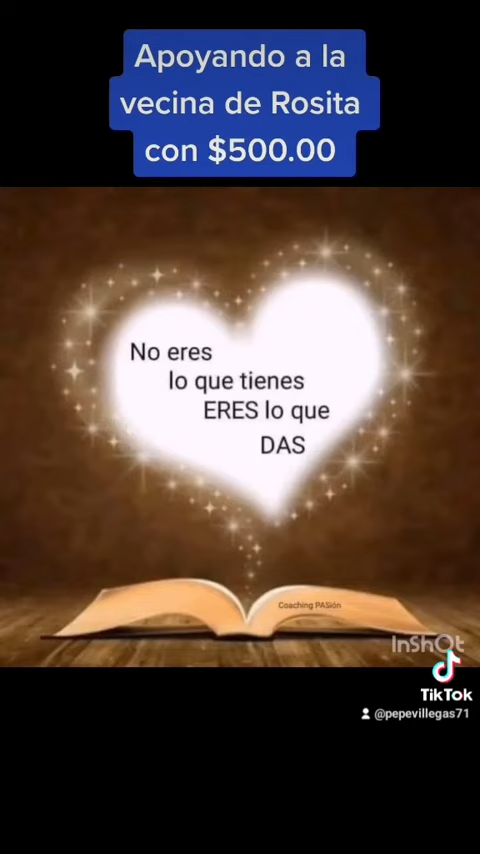 Apoyando a la
vecina de Rosita
con $500.00
No eres
lo que tienes
ERES lo que
DAS
Coaching PASión
InShOt
TikTok
@pepevillegas71